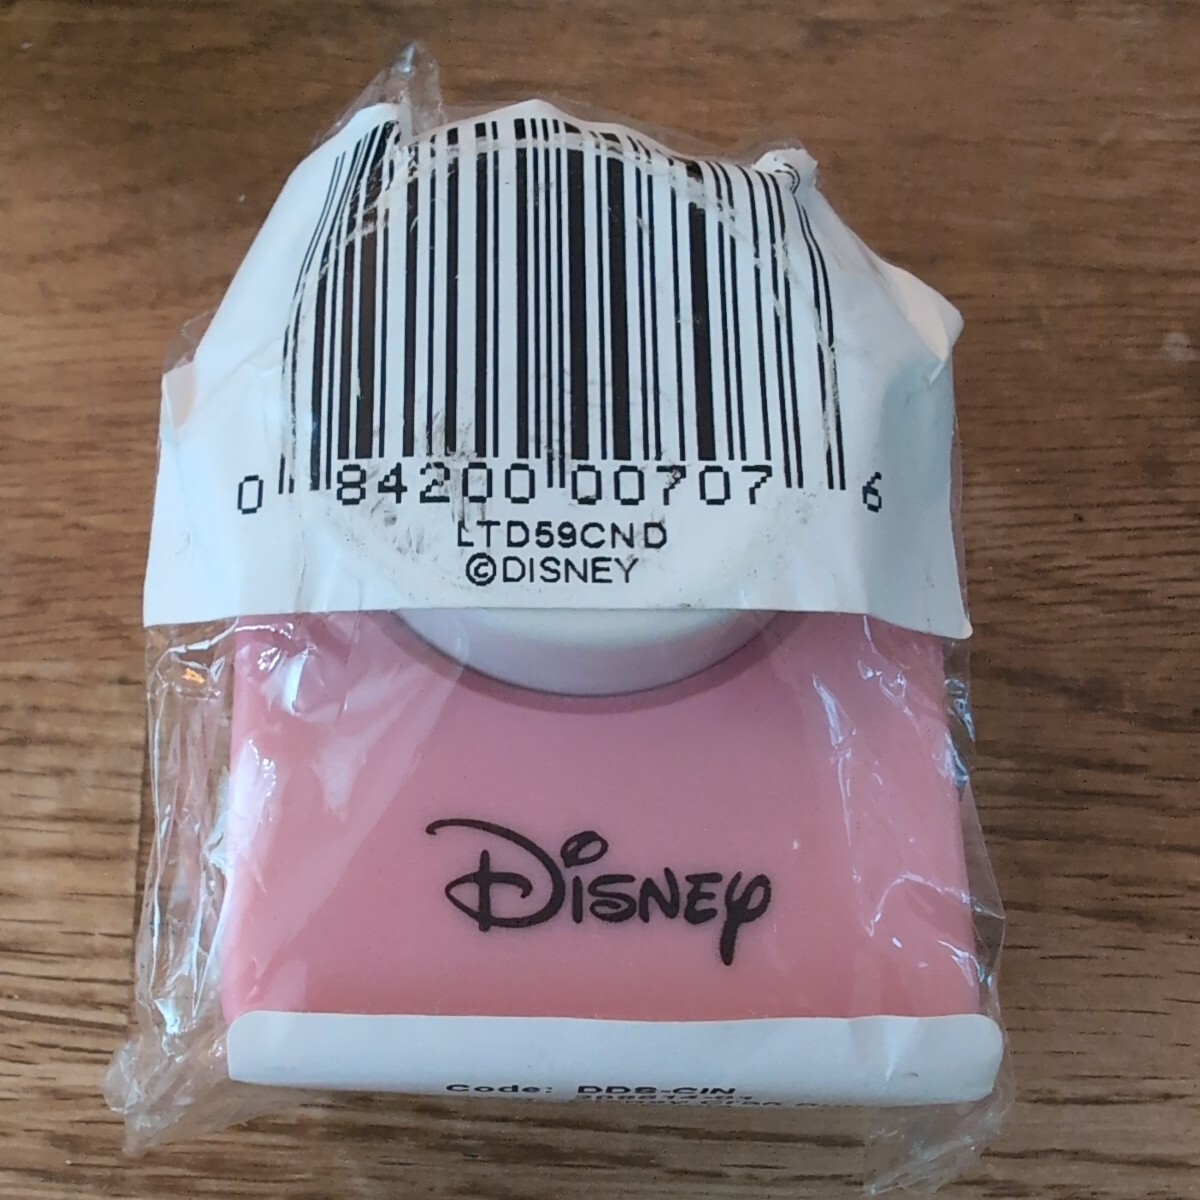 0 84200 00707 6
LTD59CND
©DISNEY
Disney
Code: DDS-CIN